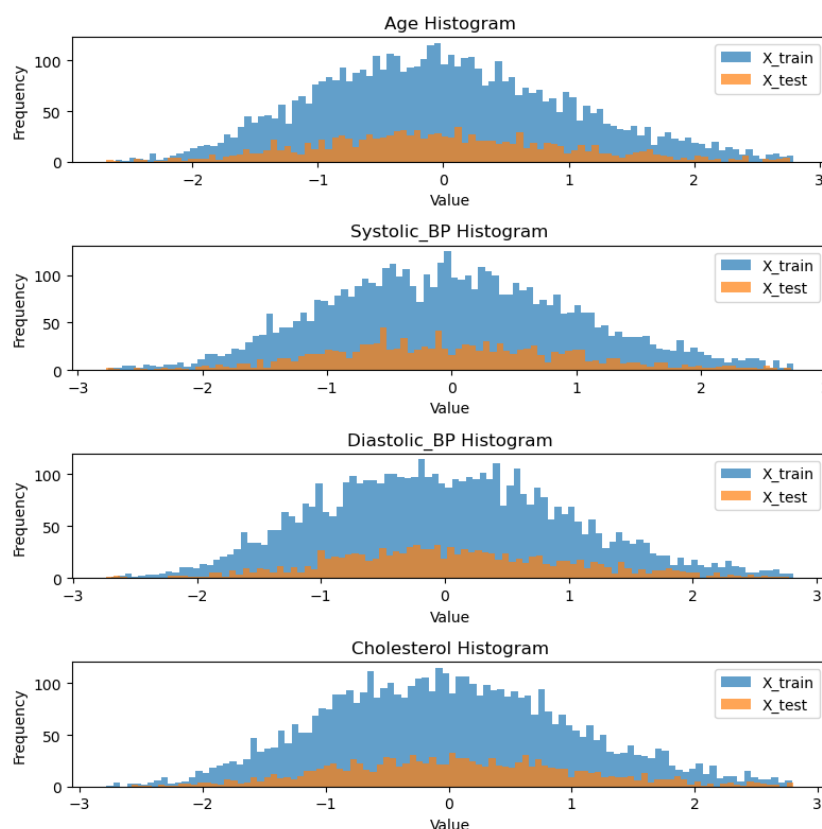 Age Histogram
Frequency
100
50
0
X_train
X_test
−2
−1
0
1
2
3
Value
Systolic_BP Histogram
Frequency
100
50
0
X_train
X_test
−3
−2
−1
0
1
2
Value
Diastolic_BP Histogram
Frequency
100
50
0
X_train
X_test
−3
−2
−1
0
1
2
3
Value
Cholesterol Histogram
Frequency
100
50
0
X_train
X_test
−3
−2
−1
0
1
2
3
Value